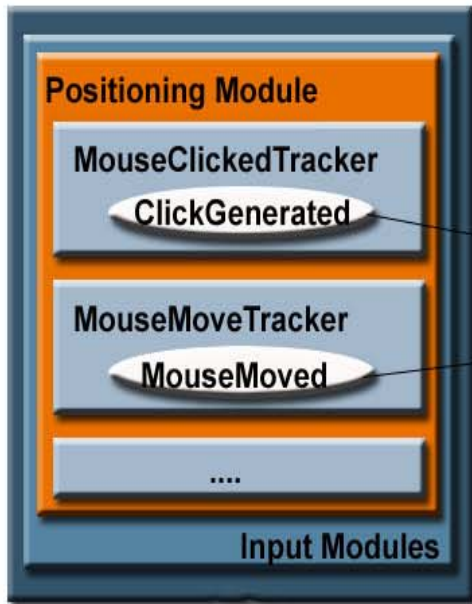 Positioning Module
MouseClickedTracker
ClickGenerated
MouseMoveTracker
MouseMoved
....
Input Modules